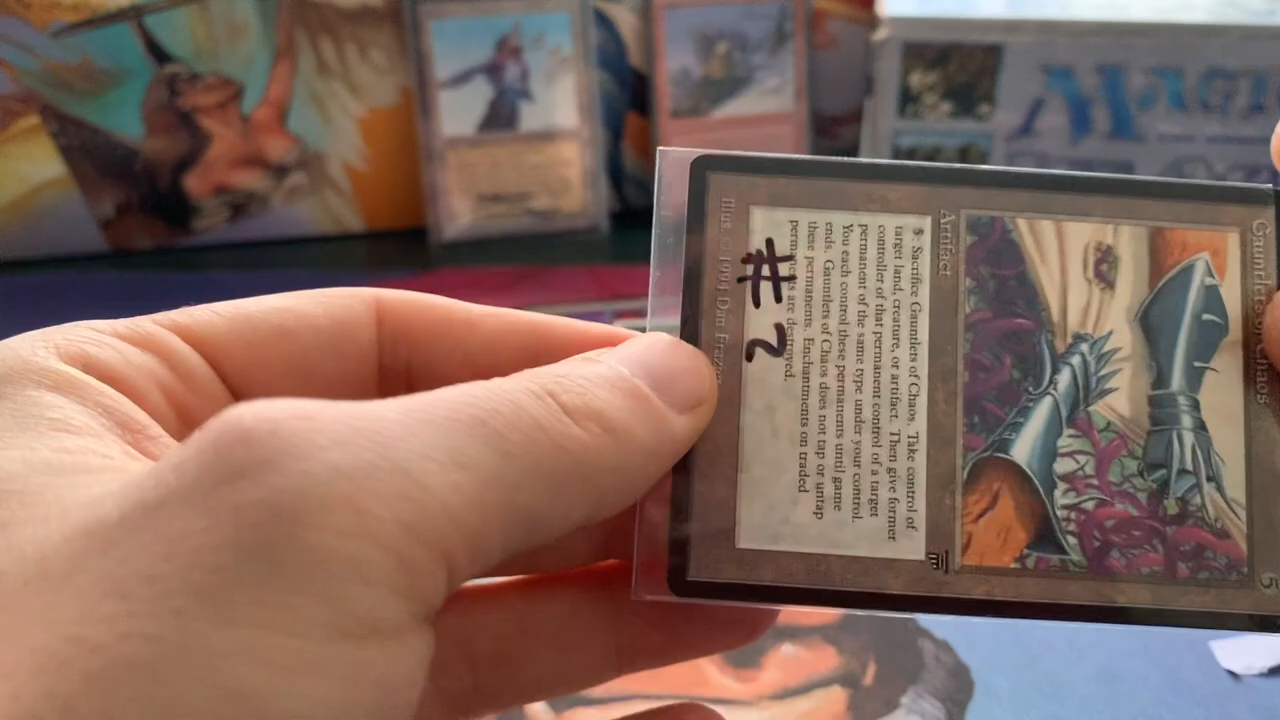 Gauntlets of Chaos
5
Artifact
5: Sacrifice Gauntlets of Chaos. Take control of
target land, creature, or artifact. Then give former
controller of that permanent control of a target
permanent of the same type under your control.
You each control these permanents until game
ends. Gauntlets of Chaos does not tap or untap
these permanents. Enchantments on traded
permanents are destroyed.
#2
Illus. © 1994 Dan Frazier
MAGIC